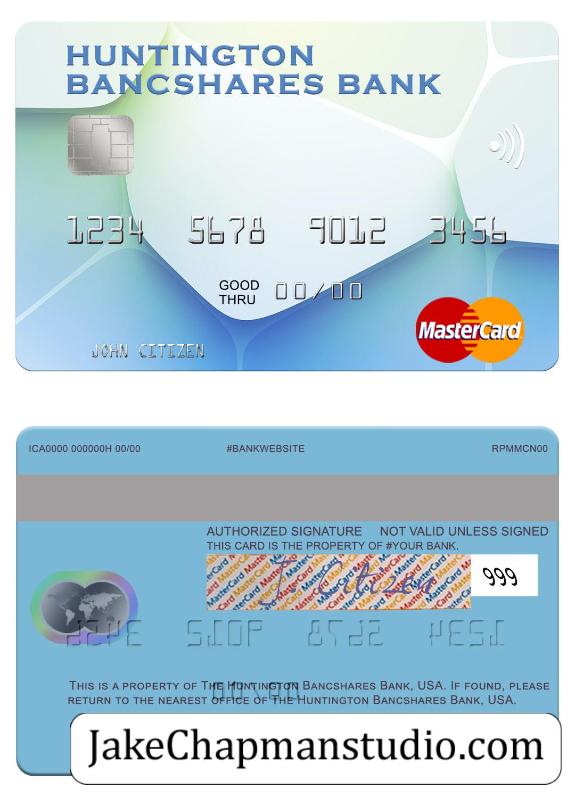 HUNTINGTON
BANCSHARES BANK
1234 5678 9012 3456
GOOD
THRU 00/00
MasterCard
JOHN CITIZEN
ICA0000 000000H 00/00 #BANKWEBSITE RPMMCN00
AUTHORIZED SIGNATURE NOT VALID UNLESS SIGNED
THIS CARD IS THE PROPERTY OF #YOUR BANK.
MasterCard MasterCard MasterCard
999
THIS IS A PROPERTY OF THE HUNTINGTON BANCSHARES BANK, USA. IF FOUND, PLEASE
RETURN TO THE NEAREST OFFICE OF THE HUNTINGTON BANCSHARES BANK, USA.
JakeChapmanstudio.com